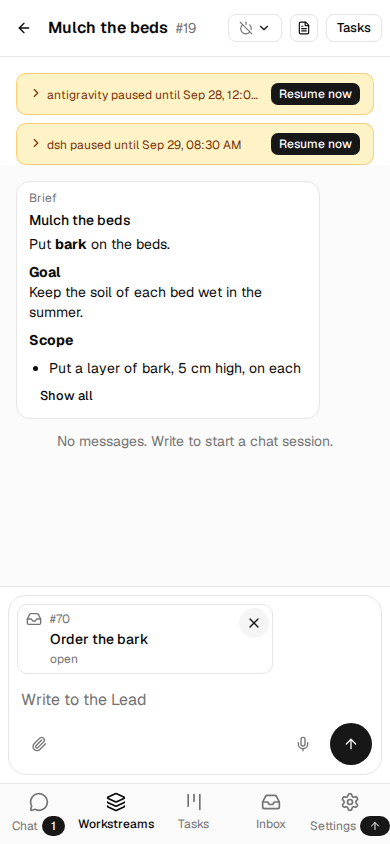 Mulch the beds #19
Tasks
antigravity paused until Sep 28, 12:0...
Resume now
dsh paused until Sep 29, 08:30 AM
Resume now
Brief
Mulch the beds
Put bark on the beds.
Goal
Keep the soil of each bed wet in the
summer.
Scope
• Put a layer of bark, 5 cm high, on each
Show all
No messages. Write to start a chat session.
#70
Order the bark
open
Write to the Lead
Chat 1
Workstreams
Tasks
Inbox
Settings